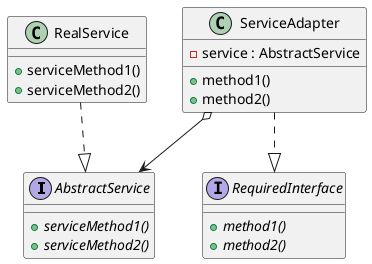 C RealService
+serviceMethod1()
+serviceMethod2()
C ServiceAdapter
service : AbstractService
method1()
method2()
I AbstractService
serviceMethod1()
serviceMethod2()
I RequiredInterface
method1()
method2()